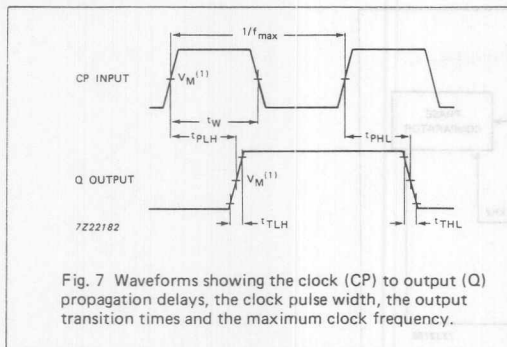 1/fmax
CP INPUT
VM(1)
tW
tPLH
tPHL
Q OUTPUT
VM(1)
7Z22182
tTLH
tTHL
Fig. 7 Waveforms showing the clock (CP) to output (Q)
propagation delays, the clock pulse width, the output
transition times and the maximum clock frequency.